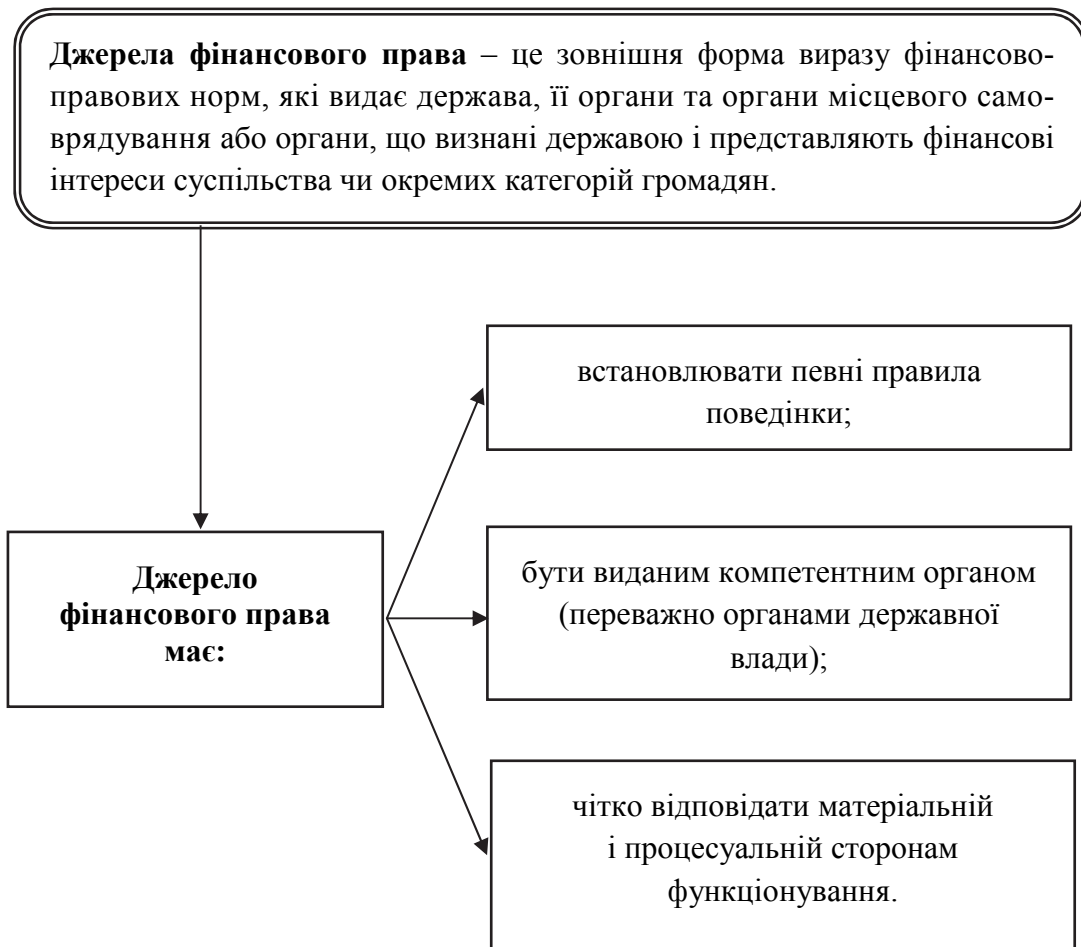 Джерела фінансового права – це зовнішня форма виразу фінансово-
правових норм, які видає держава, її органи та органи місцевого само-
врядування або органи, що визнані державою і представляють фінансові
інтереси суспільства чи окремих категорій громадян.
встановлювати певні правила
поведінки;
Джерело
фінансового права
має:
бути виданим компетентним органом
(переважно органами державної
влади);
чітко відповідати матеріальній
і процесуальній сторонам
функціонування.